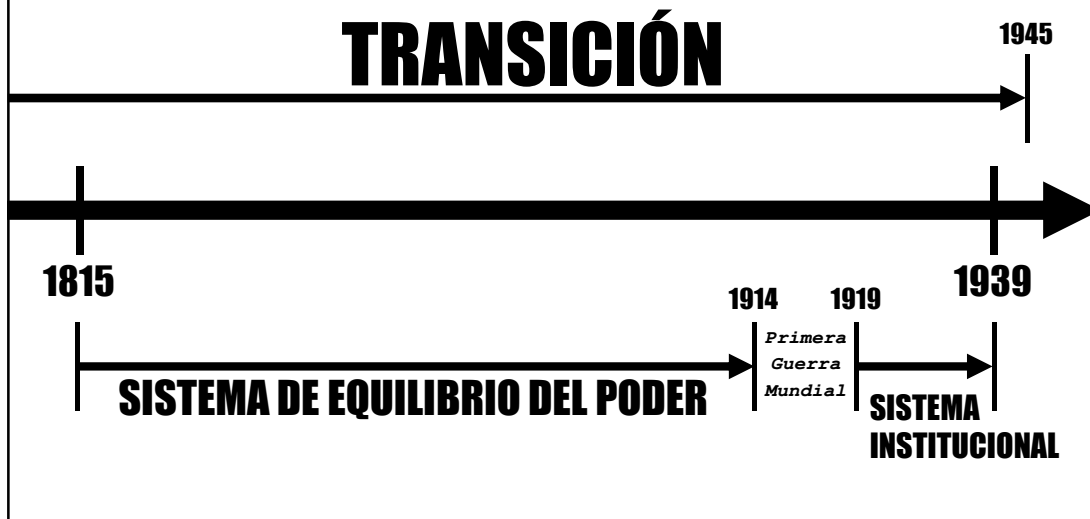 TRANSICIÓN
1945
1815
1939
1914
1919
Primera
Guerra
Mundial
SISTEMA DE EQUILIBRIO DEL PODER
SISTEMA
INSTITUCIONAL